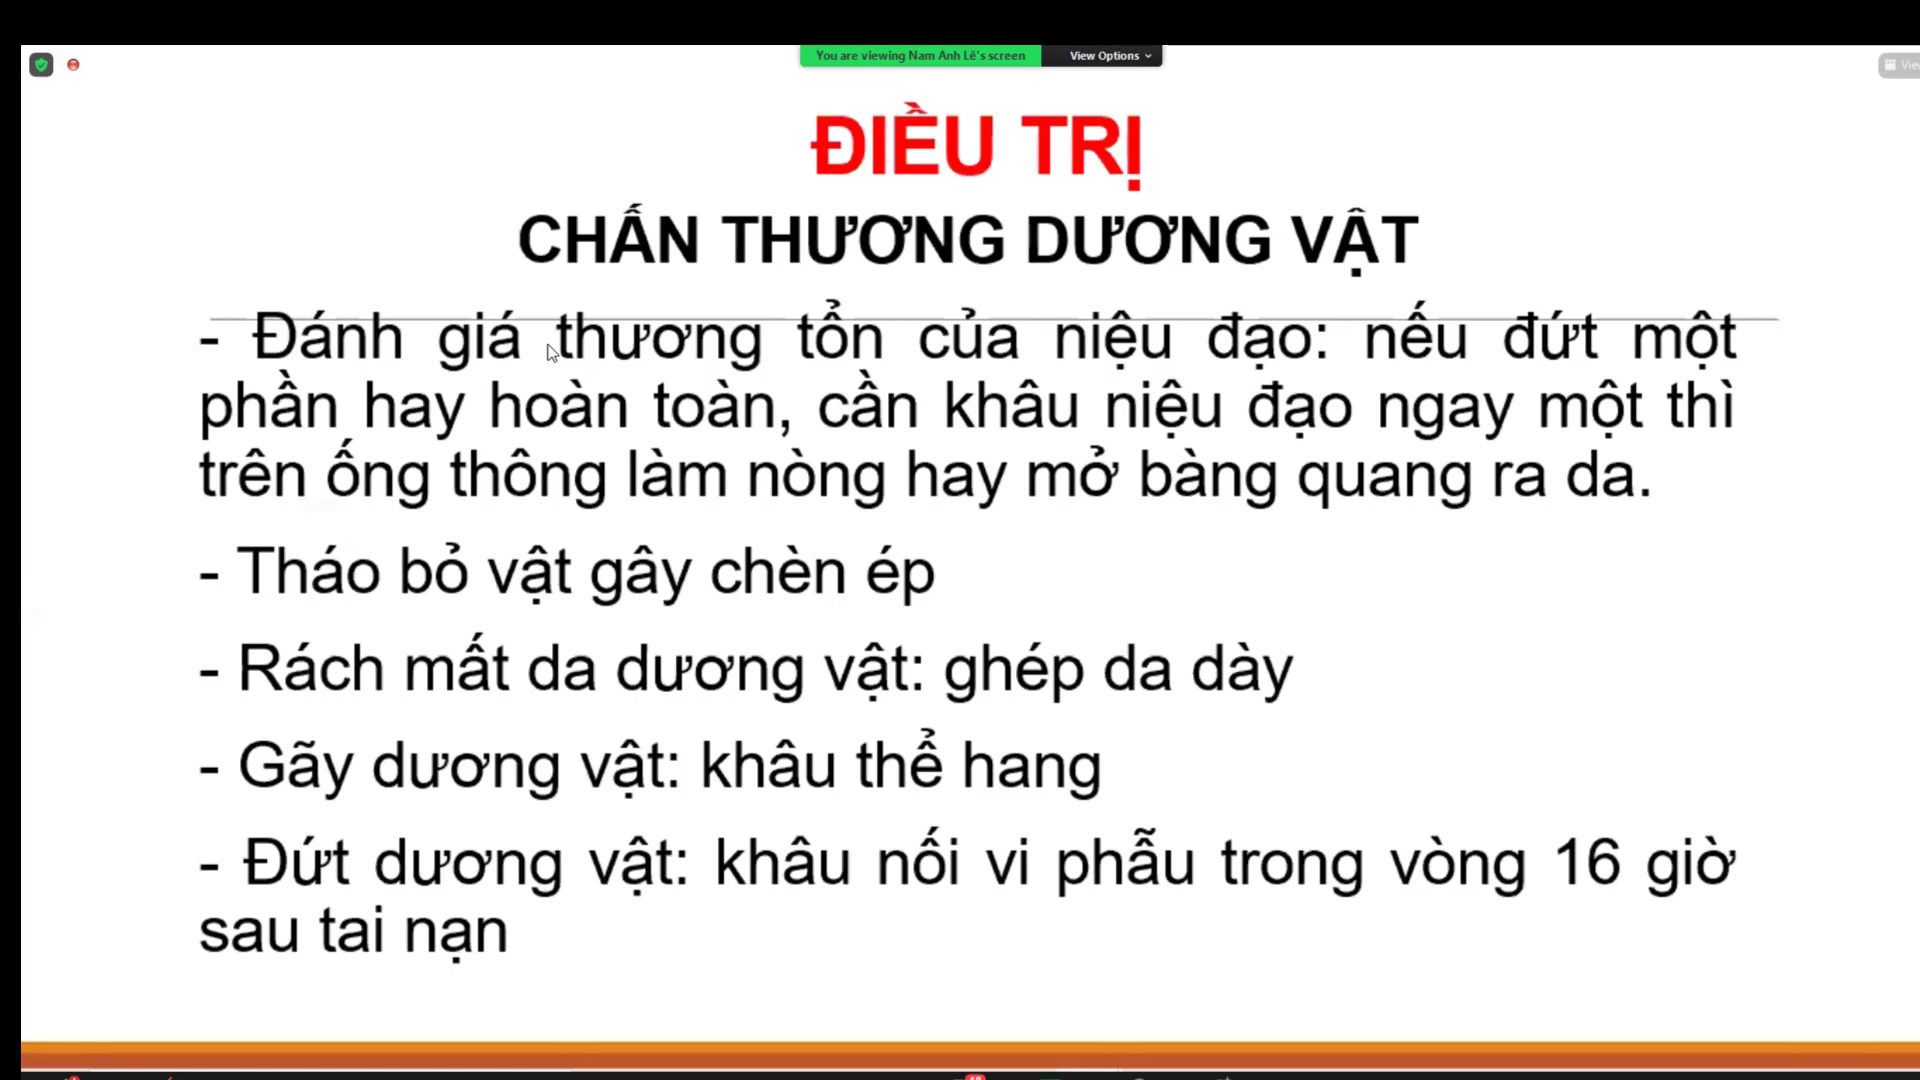 You are viewing Nam Anh Lê's screen
View Options
ĐIỀU TRỊ
CHẤN THƯƠNG DƯƠNG VẬT
- Đánh giá thương tổn của niệu đạo: nếu đứt một
phần hay hoàn toàn, cần khâu niệu đạo ngay một thì
trên ống thông làm nòng hay mở bàng quang ra da.
- Tháo bỏ vật gây chèn ép
- Rách mất da dương vật: ghép da dày
- Gãy dương vật: khâu thể hang
- Đứt dương vật: khâu nối vi phẫu trong vòng 16 giờ
sau tai nạn